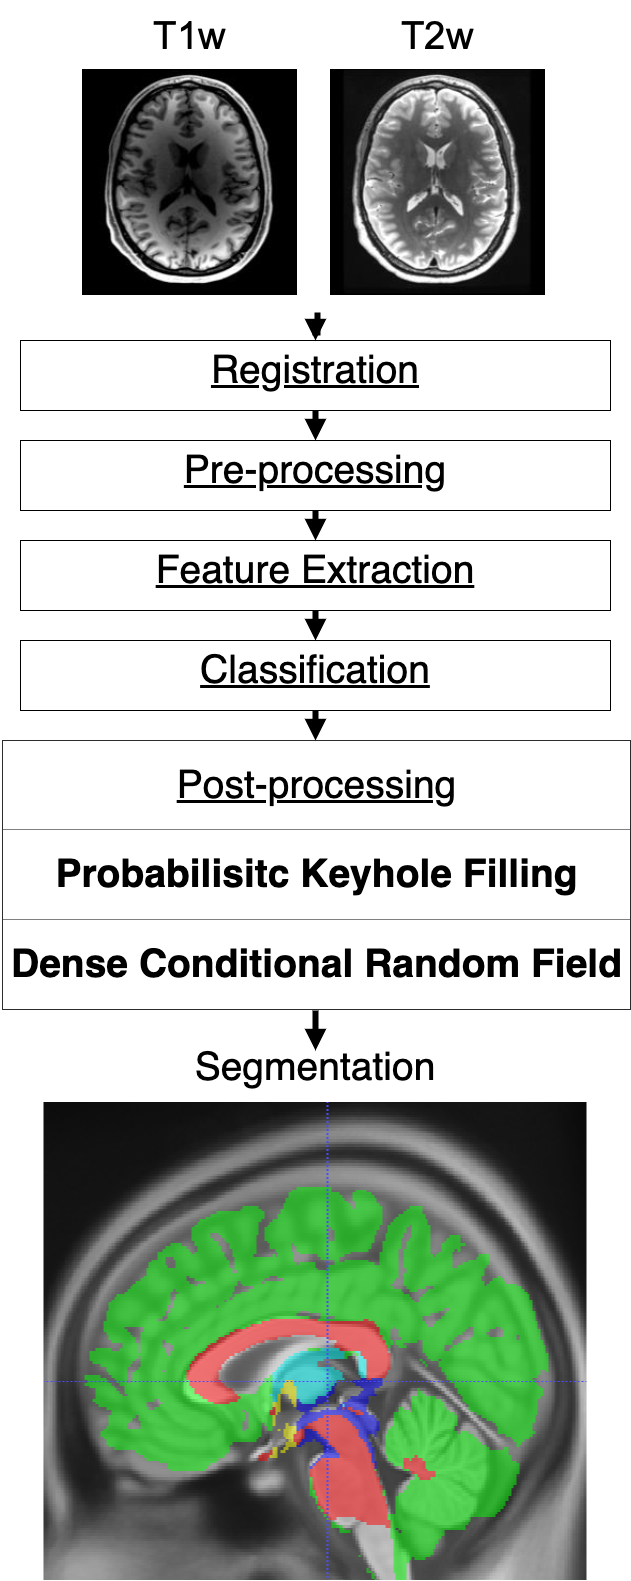 T1w T2w
Registration
Pre-processing
Feature Extraction
Classification
Post-processing
Probabilisitc Keyhole Filling
Dense Conditional Random Field
Segmentation